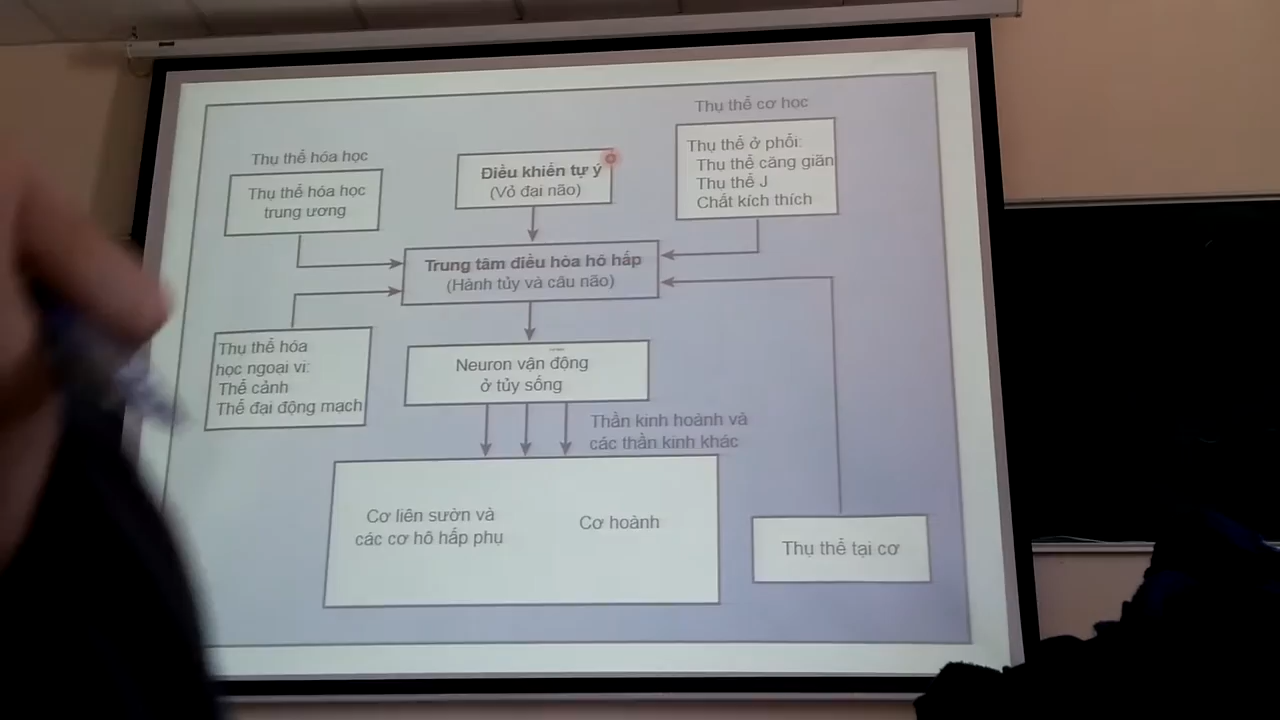 Thụ thể cơ học
Thụ thể ở phổi:
Thụ thể căng giãn
Thụ thể J
Chất kích thích
Thụ thể hóa học
Thụ thể hóa học
trung ương
Điều khiển tự ý
(Vỏ đại não)
Trung tâm điều hòa hô hấp
(Hành tủy và cầu não)
Thụ thể hóa
học ngoại vi:
Thể cảnh
Thể đại động mạch
Neuron vận động
ở tủy sống
Thần kinh hoành và
các thần kinh khác
Cơ liên sườn và
các cơ hô hấp phụ
Cơ hoành
Thụ thể tại cơ